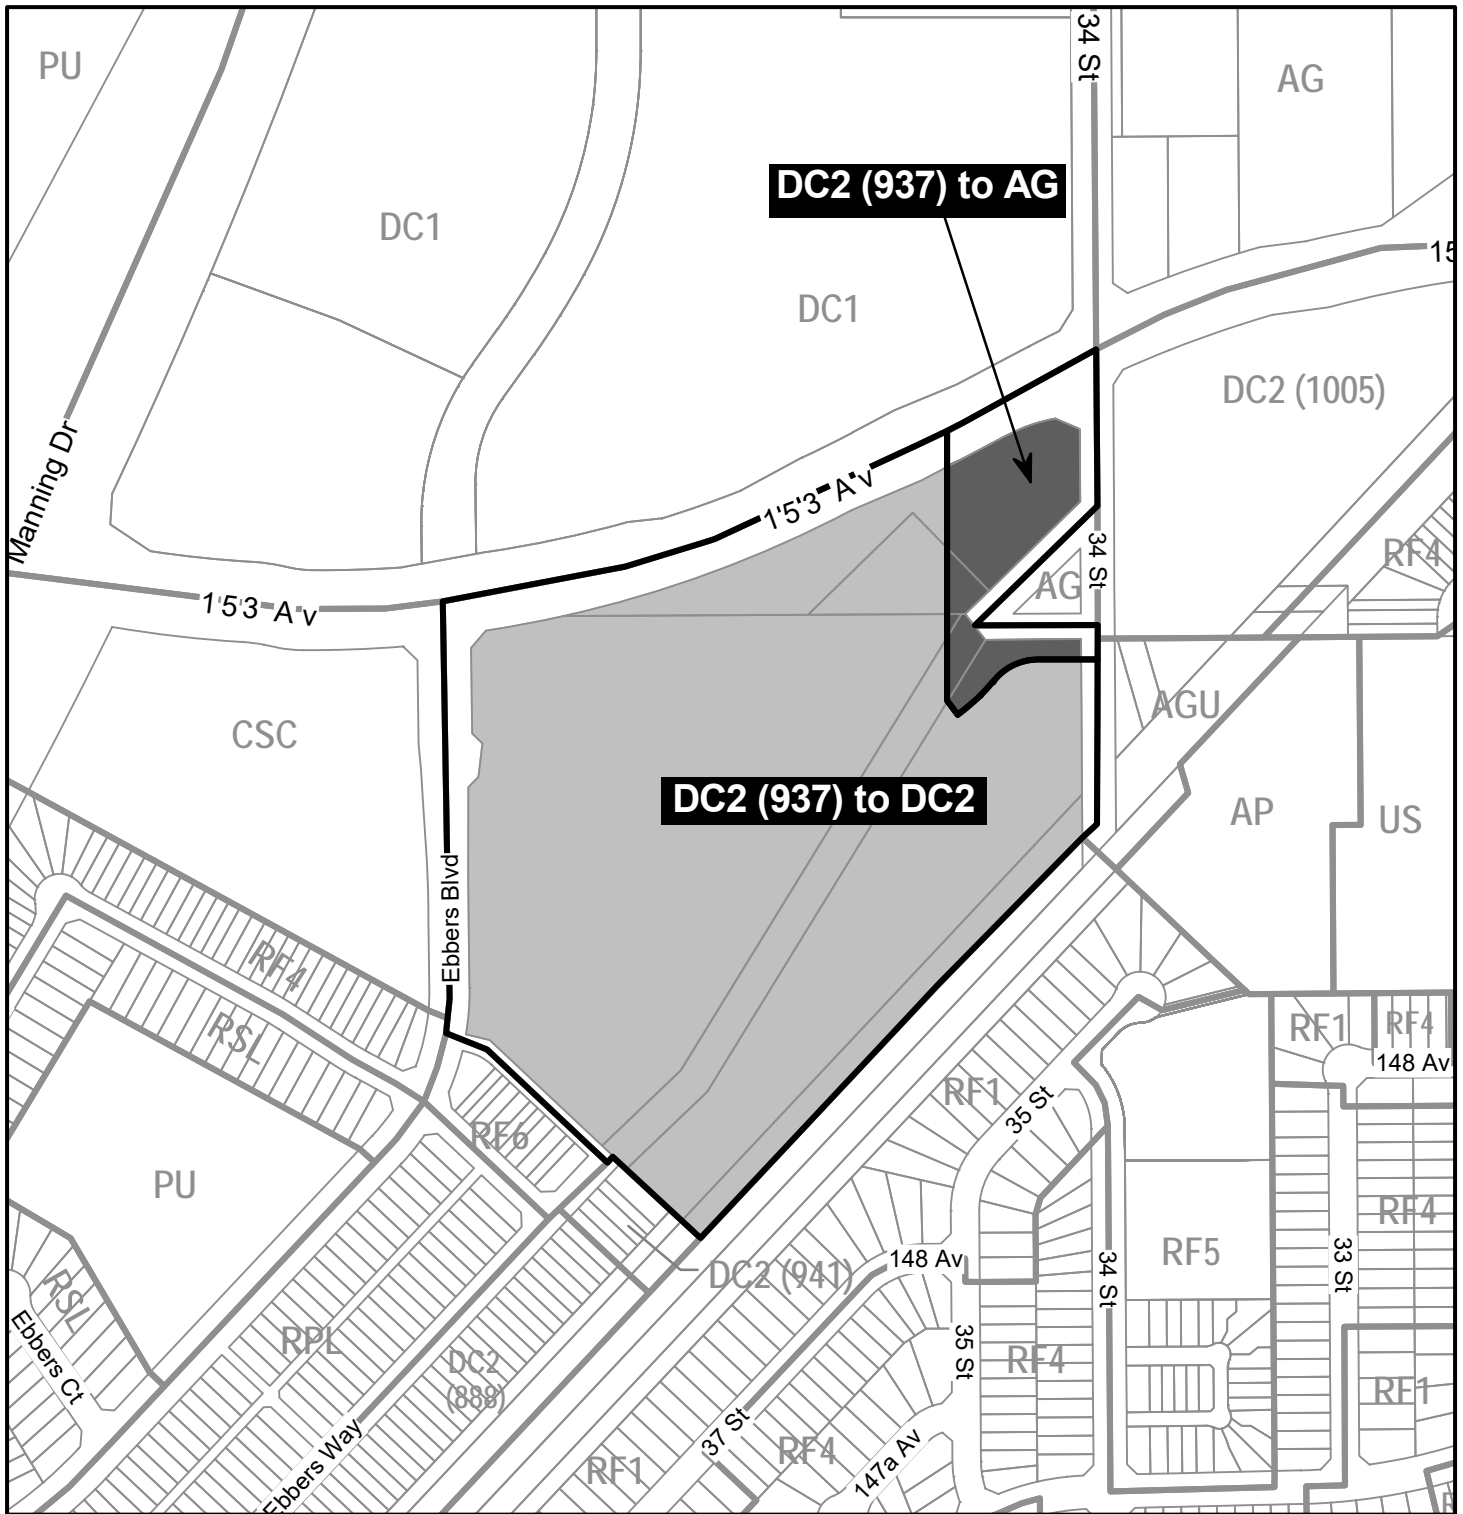 PU
34 St
AG
DC2 (937) to AG
DC1
DC1
15
DC2 (1005)
Manning Dr
153 Av
34 St
RF4
AG
153 Av
AGU
CSC
DC2 (937) to DC2
AP
US
Ebbers Blvd
RF4
RSL
RF1
RF4
148 Av
RF1
35 St
RF6
PU
RF4
RF5
148 Av
DC2 (941)
34 St
33 St
RSL
Ebbers Ct
RPL
DC2
(888)
35 St
RF4
RF1
37 St
RF4
147a Av
RF1
Ebbers Way